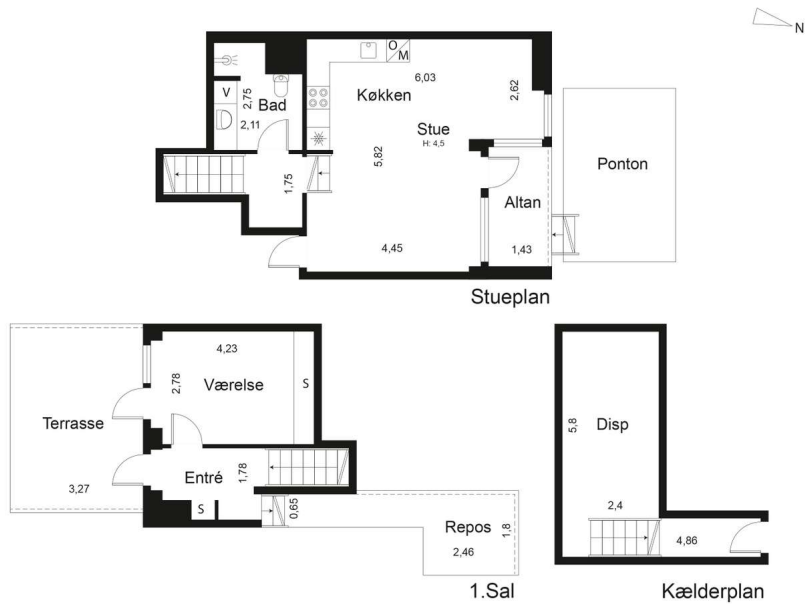 N
O
M
6,03
V
2,75
Bad
Køkken
2,62
2,11
Stue
H: 4,5
5,82
Ponton
1,75
Altan
4,45
1,43
Stueplan
4,23
2,78
Værelse
S
Terrasse
5,8
Disp
Entré
1,78
3,27
S
0,65
Repos
1,8
2,46
2,4
4,86
1.Sal
Kælderplan